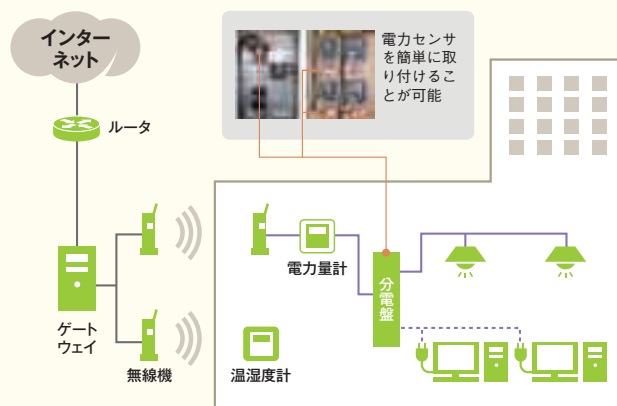 インター
ネット
電力センサ
を簡単に取
り付けるこ
とが可能
ルータ
電力量計
分電盤
ゲート
ウェイ
無線機
温湿度計